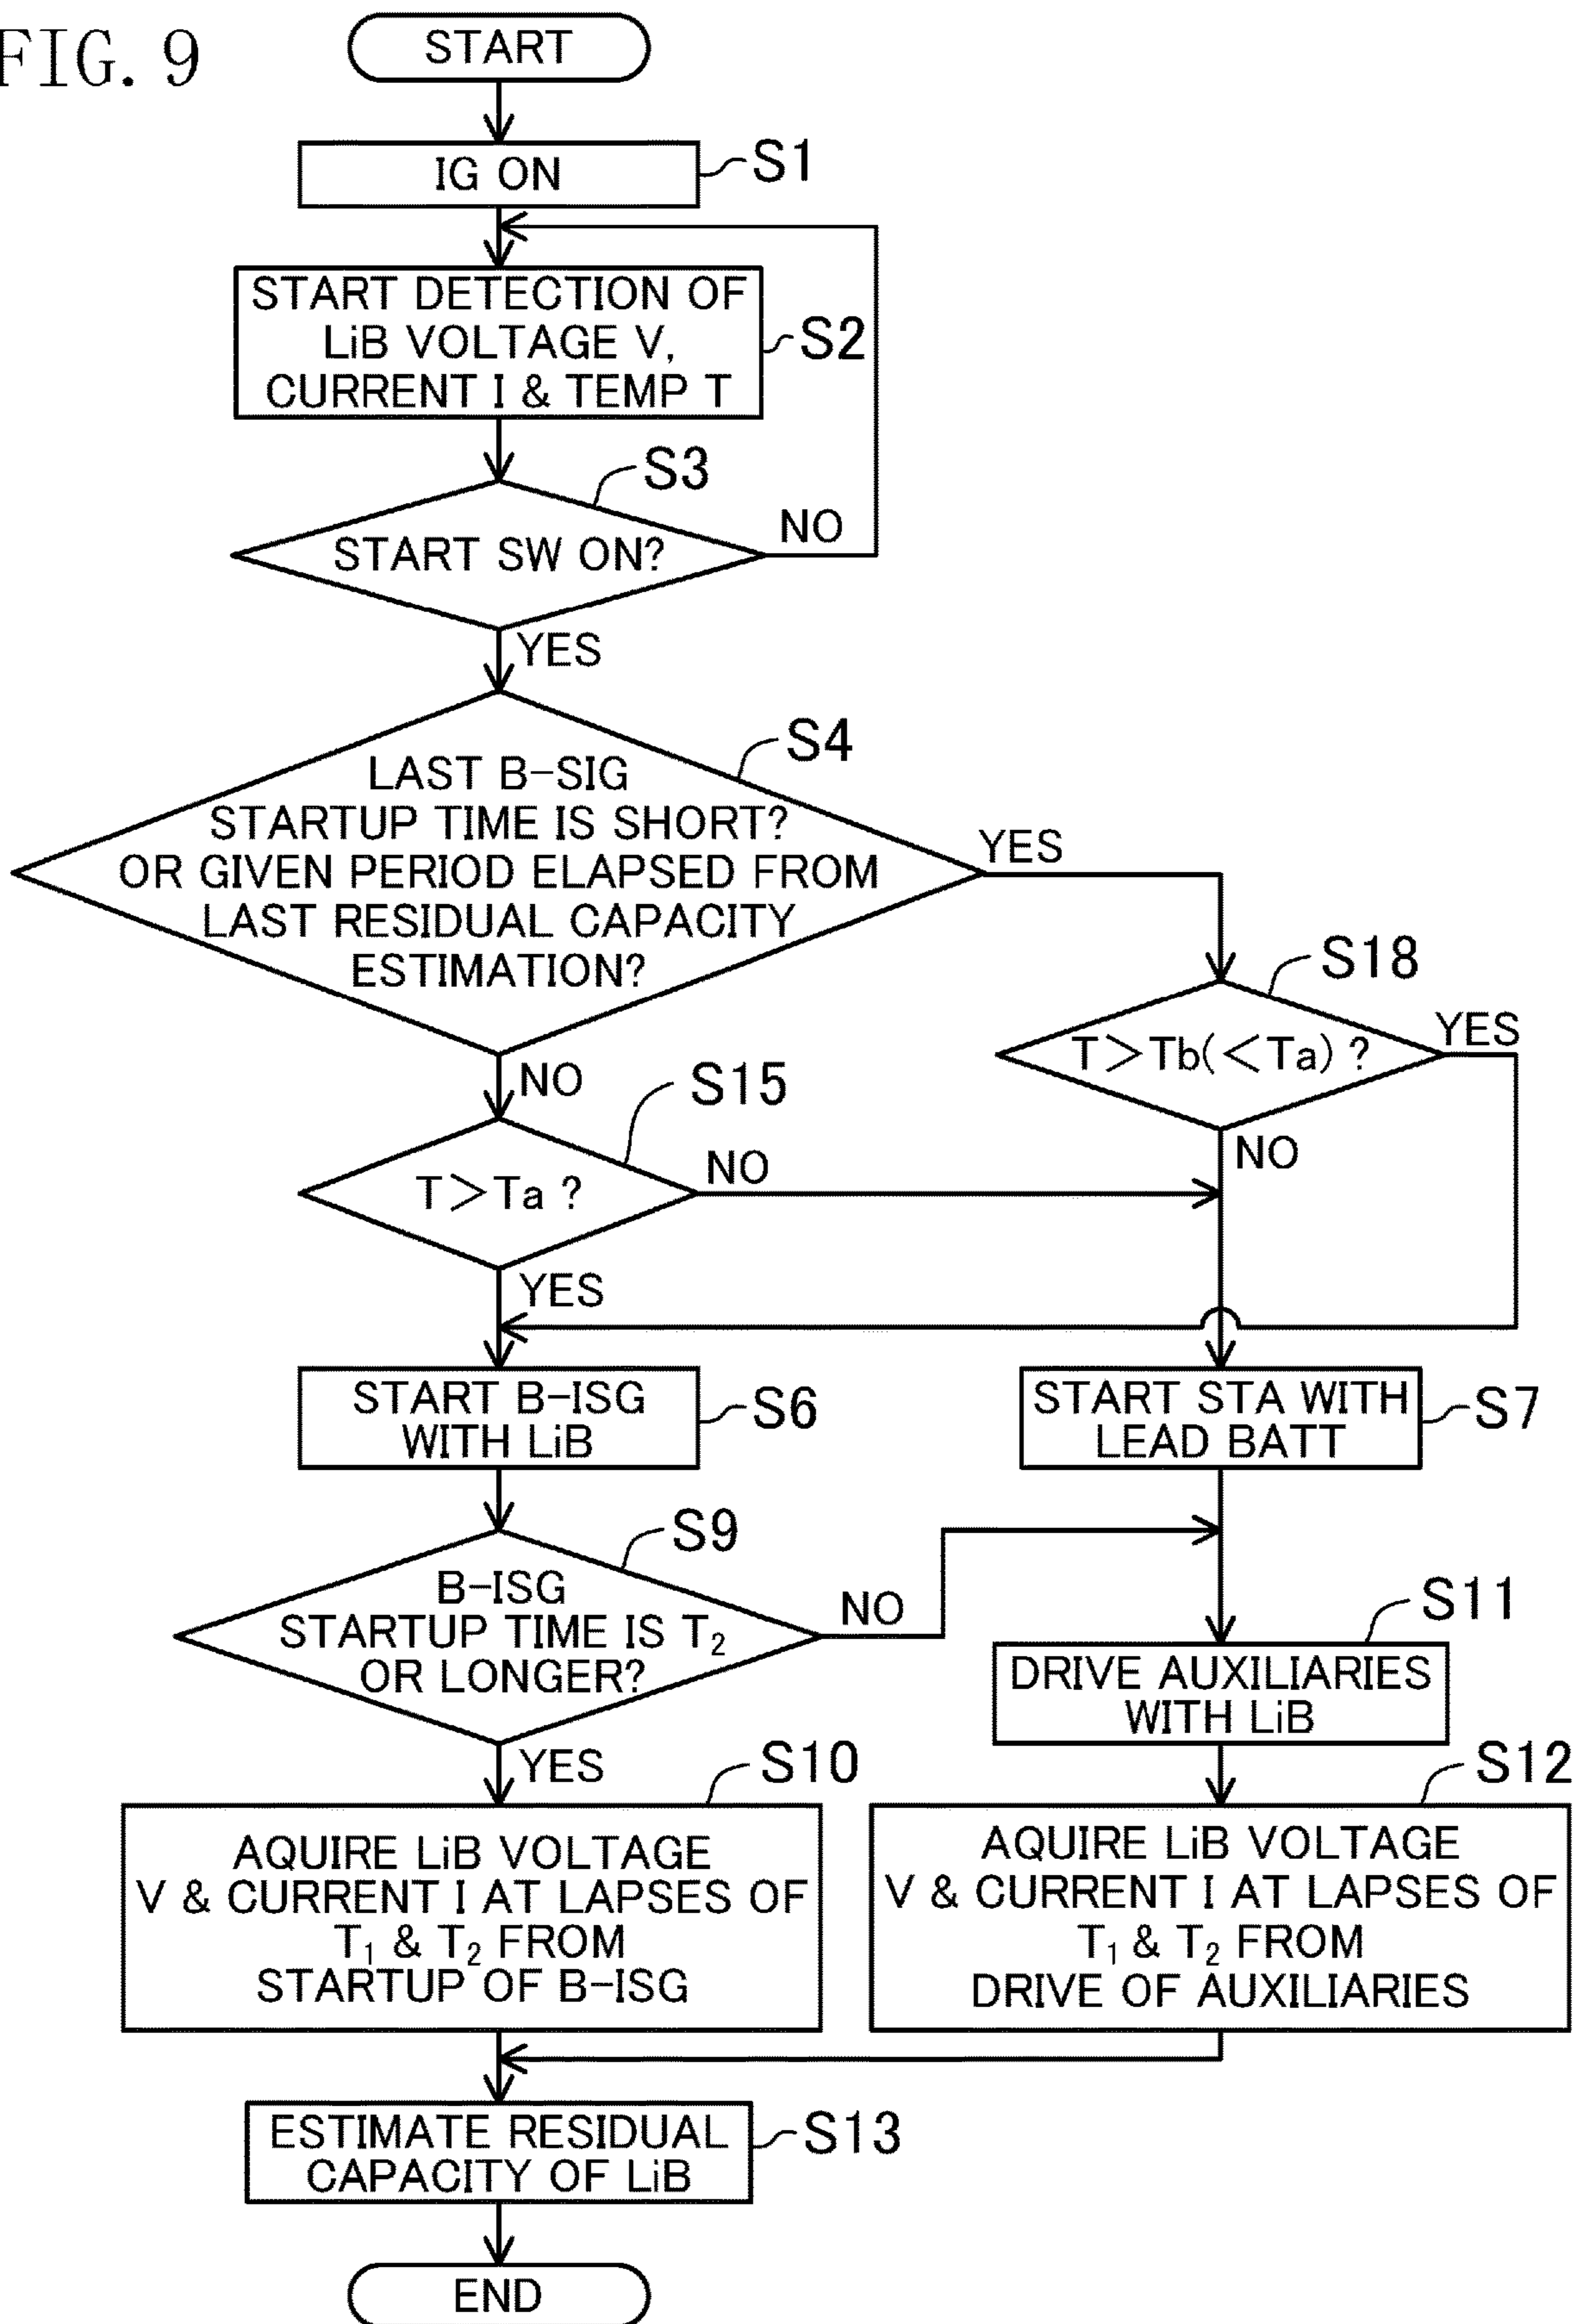 FIG. 9
START
IG ON
S1
START DETECTION OF
LiB VOLTAGE V,
CURRENT I & TEMP T
S2
S3
START SW ON?
NO
YES
S4
LAST B-SIG
STARTUP TIME IS SHORT?
OR GIVEN PERIOD ELAPSED FROM
LAST RESIDUAL CAPACITY
ESTIMATION?
YES
NO
S18
T>Tb(<Ta) ?
YES
NO
S15
T>Ta ?
NO
YES
START B-ISG
WITH LiB
S6
START STA WITH
LEAD BATT
S7
S9
B-ISG
STARTUP TIME IS T₂
OR LONGER?
NO
YES
S11
DRIVE AUXILIARIES
WITH LiB
S10
AQUIRE LiB VOLTAGE
V & CURRENT I AT LAPSES OF
T₁ & T₂ FROM
STARTUP OF B-ISG
S12
AQUIRE LiB VOLTAGE
V & CURRENT I AT LAPSES OF
T₁ & T₂ FROM
DRIVE OF AUXILIARIES
ESTIMATE RESIDUAL
CAPACITY OF LiB
S13
END